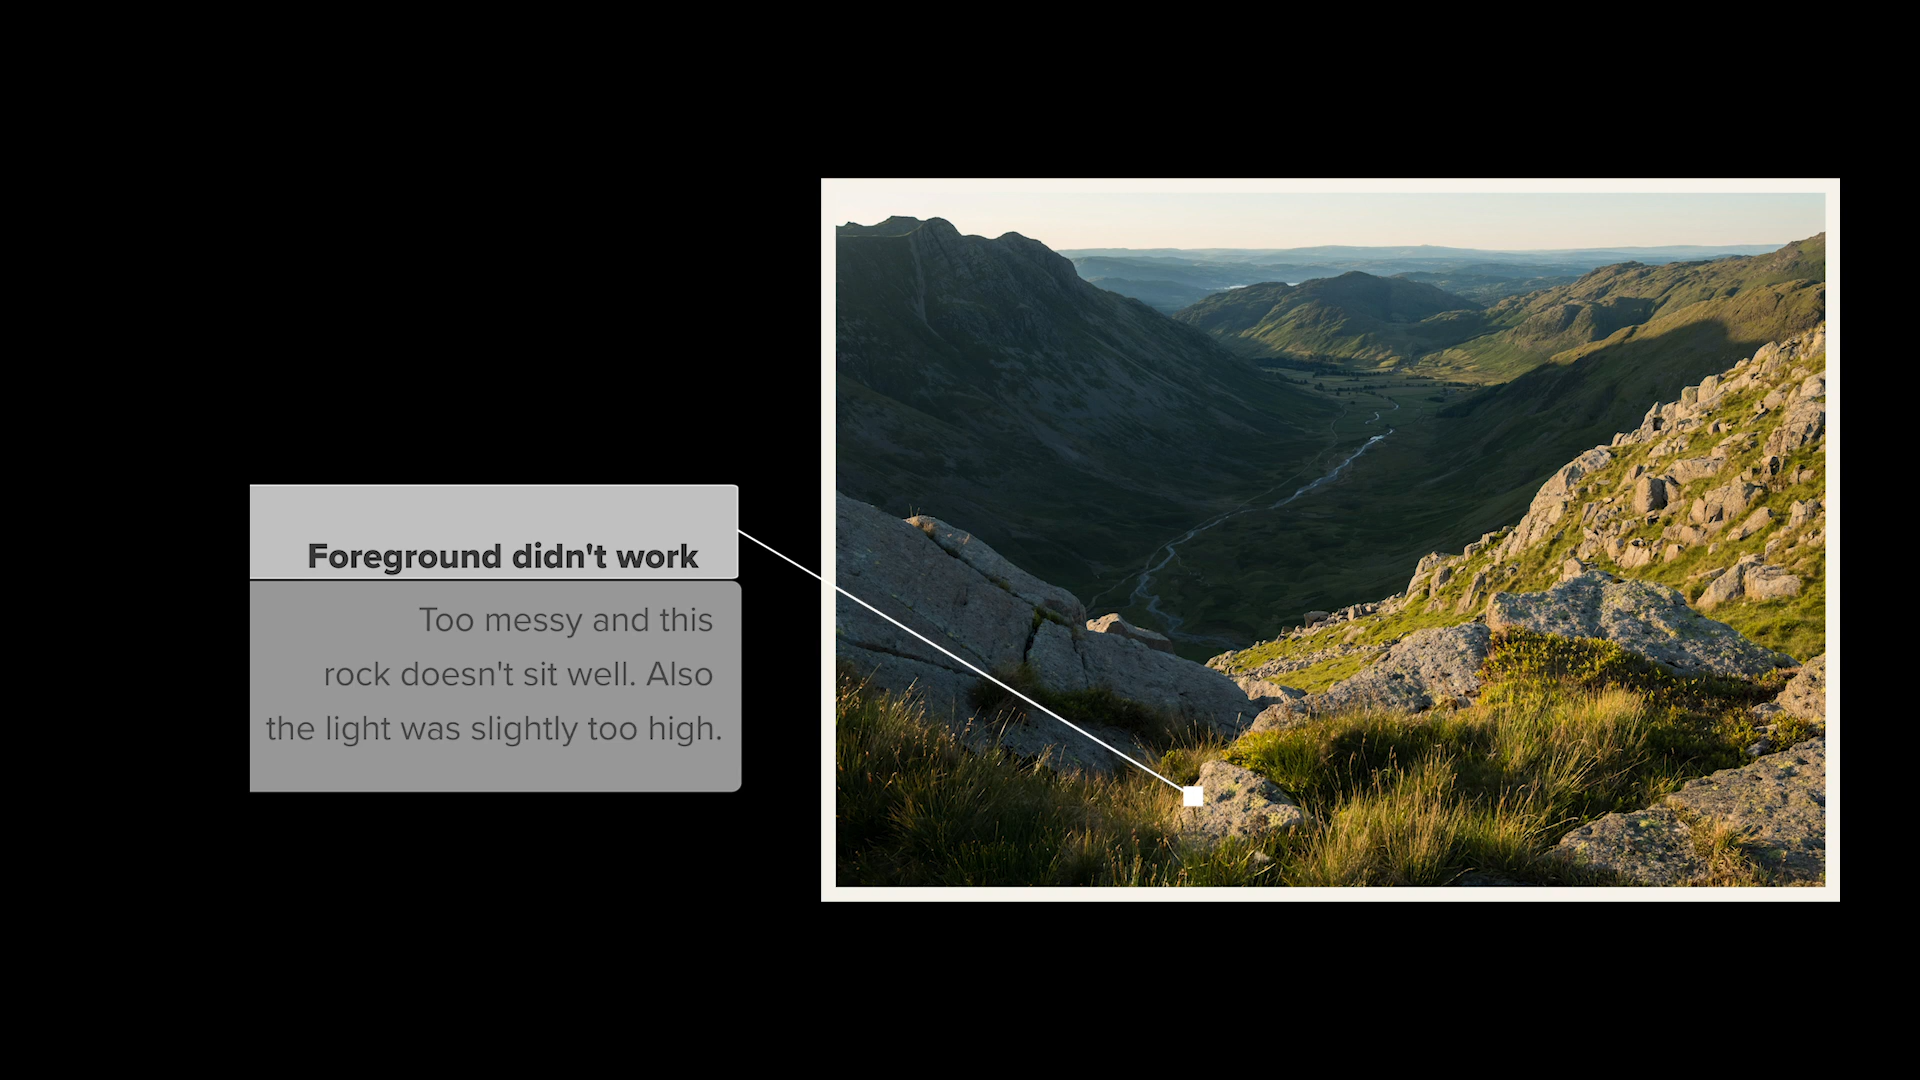 Foreground didn't work
Too messy and this
rock doesn't sit well. Also
the light was slightly too high.